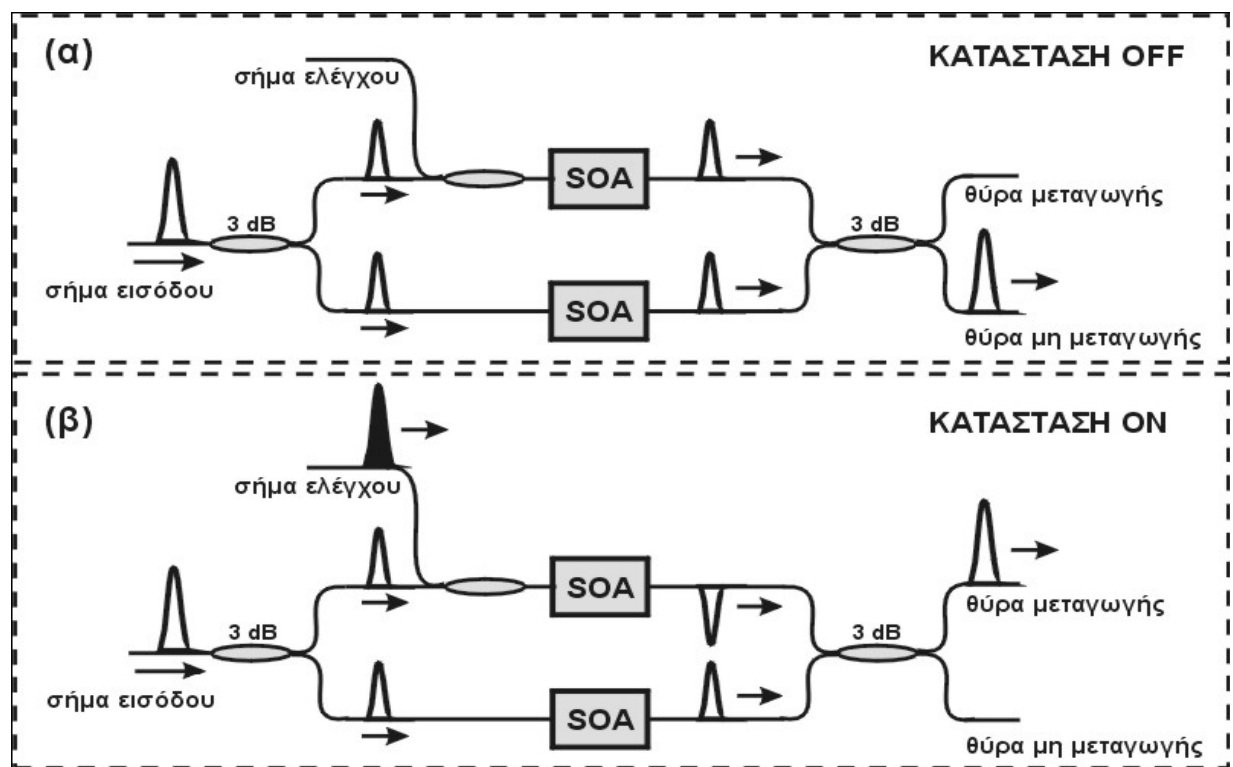 (α)
ΚΑΤΑΣΤΑΣΗ OFF
σήμα ελέγχου
SOA
3 dB
3 dB
θύρα μεταγωγής
σήμα εισόδου
SOA
θύρα μη μεταγωγής
(β)
ΚΑΤΑΣΤΑΣΗ ON
σήμα ελέγχου
SOA
θύρα μεταγωγής
3 dB
3 dB
σήμα εισόδου
SOA
θύρα μη μεταγωγής